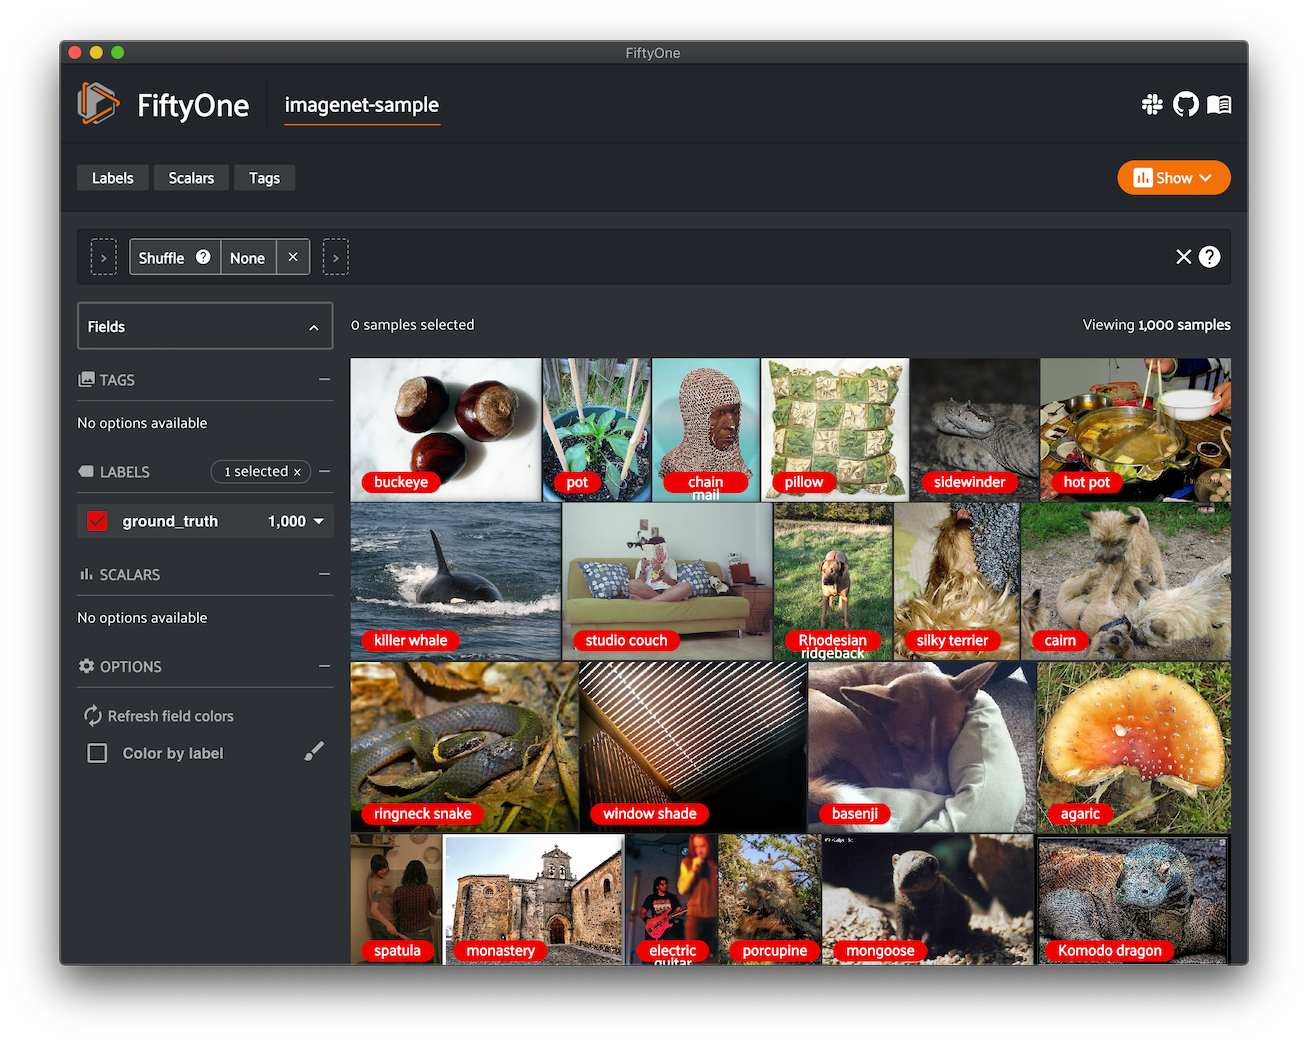 FiftyOne
FiftyOne
imagenet-sample
Labels
Scalars
Tags
Show
Shuffle
?
None
?
Fields
0 samples selected
Viewing 1,000 samples
TAGS
No options available
LABELS
1 selected x
ground_truth
1,000
SCALARS
No options available
OPTIONS
Refresh field colors
Color by label
buckeye
pot
chain
mail
pillow
sidewinder
hot pot
killer whale
studio couch
Rhodesian
ridgeback
silky terrier
cairn
ringneck snake
window shade
basenji
agaric
spatula
monastery
electric
guitar
porcupine
mongoose
Komodo dragon